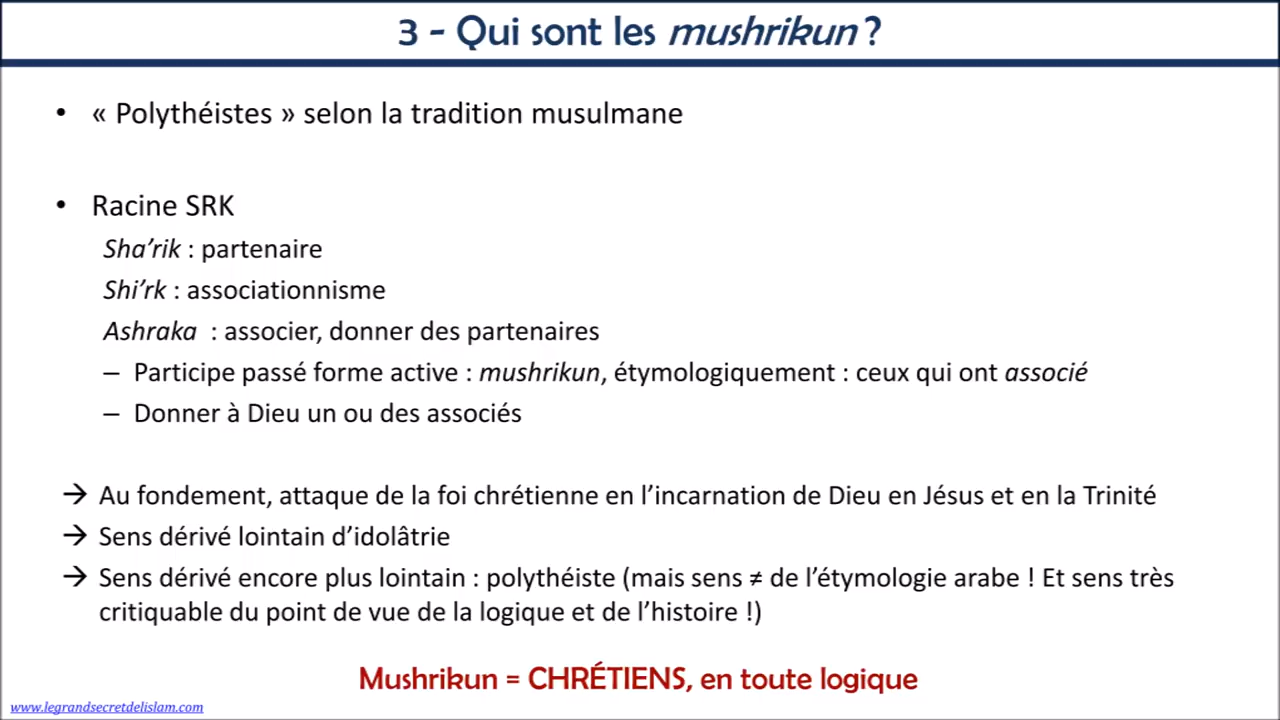 3 - Qui sont les mushrikun ?
• « Polythéistes » selon la tradition musulmane
• Racine SRK
Sha’rik : partenaire
Shi’rk : associationnisme
Ashraka : associer, donner des partenaires
– Participe passé forme active : mushrikun, étymologiquement : ceux qui ont associé
– Donner à Dieu un ou des associés
→ Au fondement, attaque de la foi chrétienne en l’incarnation de Dieu en Jésus et en la Trinité
→ Sens dérivé lointain d’idolâtrie
→ Sens dérivé encore plus lointain : polythéiste (mais sens ≠ de l’étymologie arabe ! Et sens très
critiquable du point de vue de la logique et de l’histoire !)
Mushrikun = CHRÉTIENS, en toute logique
www.legrandsecretdelislam.com